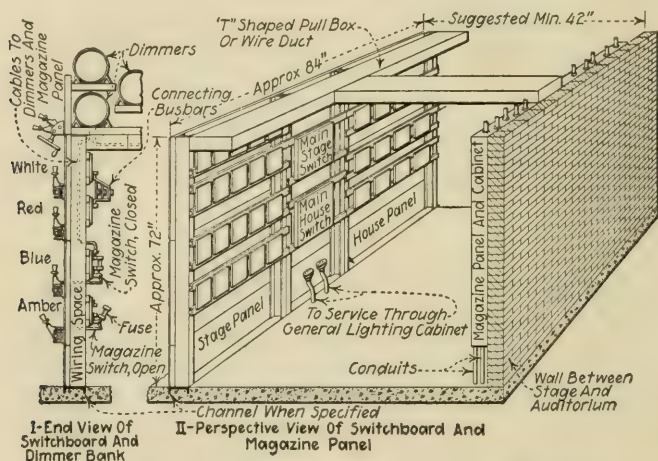 Cables To
Dimmers And
Magazine
Panel
Dimmers
Connecting
Busbars
White
Red
Blue
Amber
Magazine
Switch, Closed
Wiring Space
Fuse
Magazine
Switch, Open
Channel When Specified
I-End View Of
Switchboard And
Dimmer Bank
"T" Shaped Pull Box
Or Wire Duct
Suggested Min. 42"
Approx 84"
Approx. 72"
Main
Stage
Switch
Main
House
Switch
Stage Panel
House Panel
To Service Through
General Lighting Cabinet
Magazine Panel And Cabinet
Conduits
Wall Between
Stage And
Auditorium
II-Perspective View Of Switchboard And
Magazine Panel